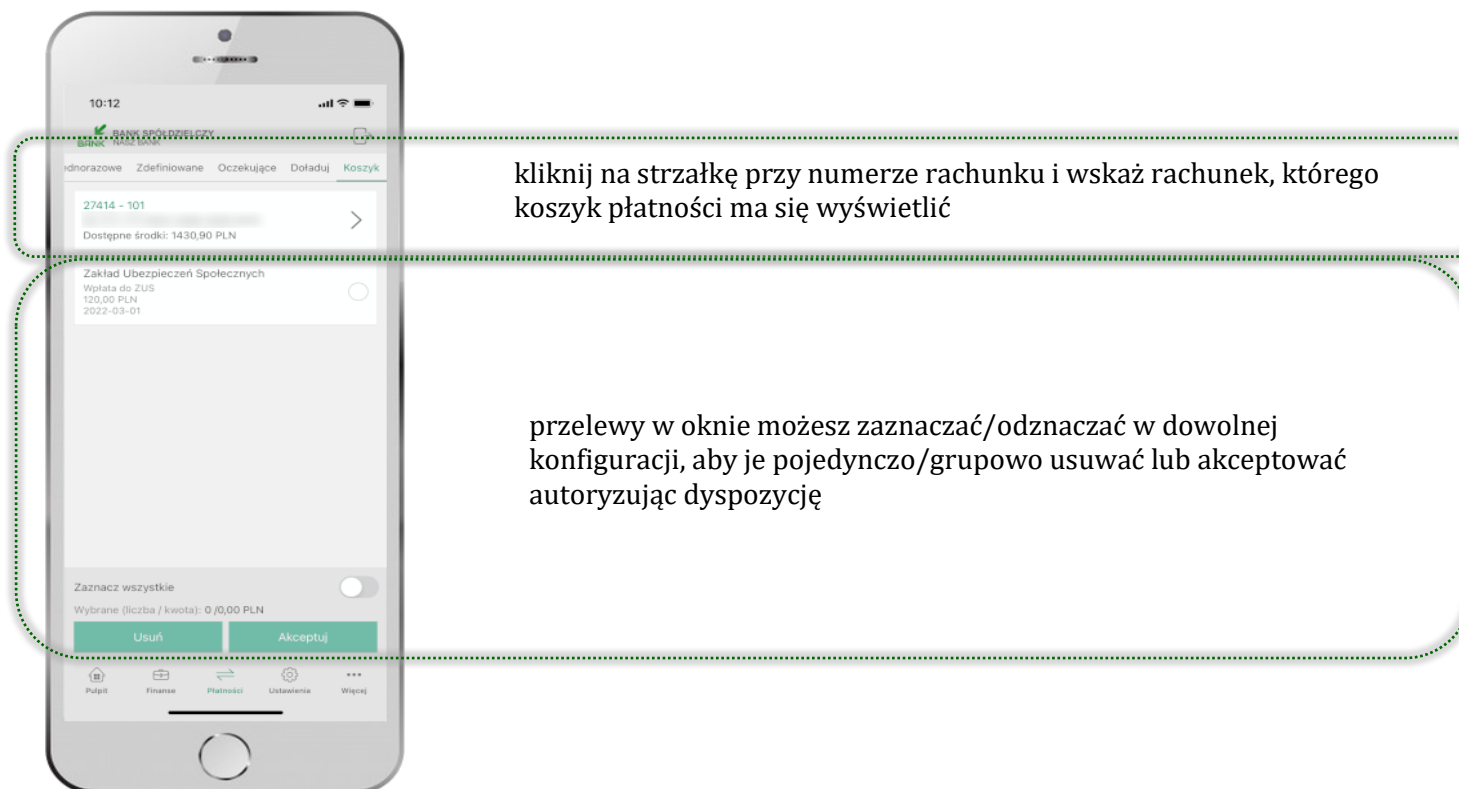 10:12
BANK SPÓŁDZIELCZY
BANK NASZ BANK
dnorazowe Zdefiniowane Oczekujące Doładuj Koszyk
27414 - 101
Dostępne środki: 1430,90 PLN
kliknij na strzałkę przy numerze rachunku i wskaż rachunek, którego
koszyk płatności ma się wyświetlić
Zakład Ubezpieczeń Społecznych
Wpłata do ZUS
120,00 PLN
2022-03-01
przelewy w oknie możesz zaznaczać/odznaczać w dowolnej
konfiguracji, aby je pojedynczo/grupowo usuwać lub akceptować
autoryzując dyspozycję
Zaznacz wszystkie
Wybrane (liczba / kwota): 0 /0,00 PLN
Usuń Akceptuj
Pulpit Finanse Płatności Ustawienia Więcej